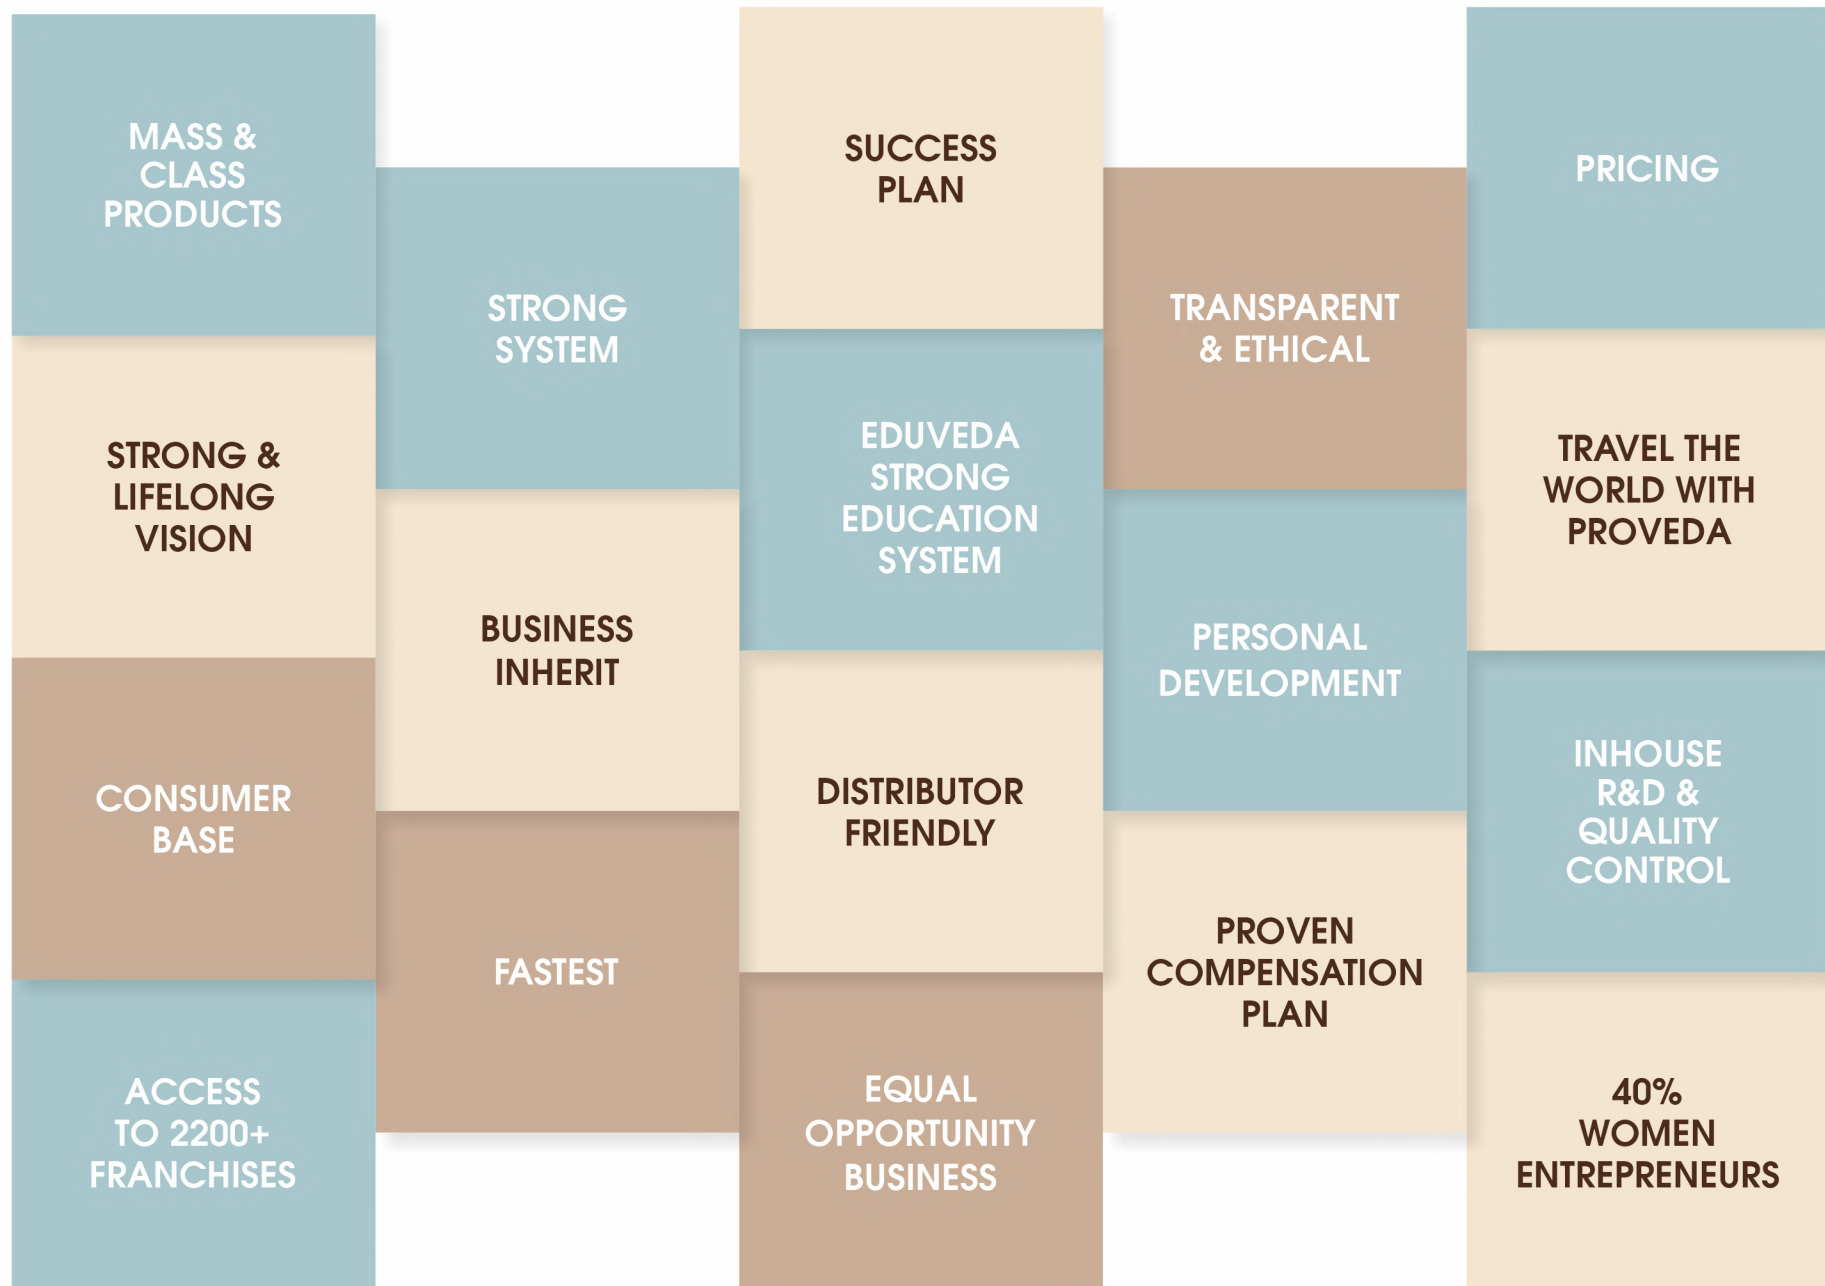 MASS &
CLASS
PRODUCTS
STRONG &
LIFELONG
VISION
CONSUMER
BASE
ACCESS
TO 2200+
FRANCHISES
STRONG
SYSTEM
BUSINESS
INHERIT
FASTEST
SUCCESS
PLAN
EDUVEDA
STRONG
EDUCATION
SYSTEM
DISTRIBUTOR
FRIENDLY
EQUAL
OPPORTUNITY
BUSINESS
TRANSPARENT
& ETHICAL
PERSONAL
DEVELOPMENT
PROVEN
COMPENSATION
PLAN
PRICING
TRAVEL THE
WORLD WITH
PROVEDA
INHOUSE
R&D &
QUALITY
CONTROL
40%
WOMEN
ENTREPRENEURS